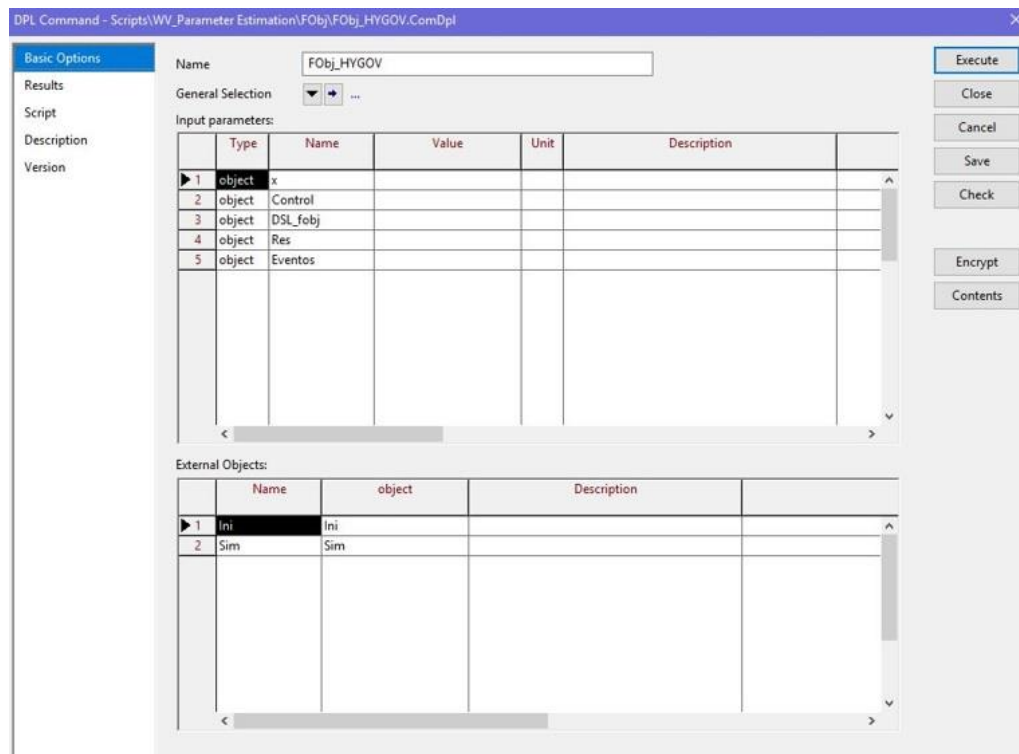 DPL Command - Scripts\WV_Parameter Estimation\FObj\FObj_HYGOV.ComDpl
Basic Options
Results
Script
Description
Version
Name FObj_HYGOV
General Selection ...
Input parameters:
Type Name Value Unit Description
1 object x
2 object Control
3 object DSL_fobj
4 object Res
5 object Eventos
External Objects:
Name object Description
1 Ini Ini
2 Sim Sim
Execute
Close
Cancel
Save
Check
Encrypt
Contents